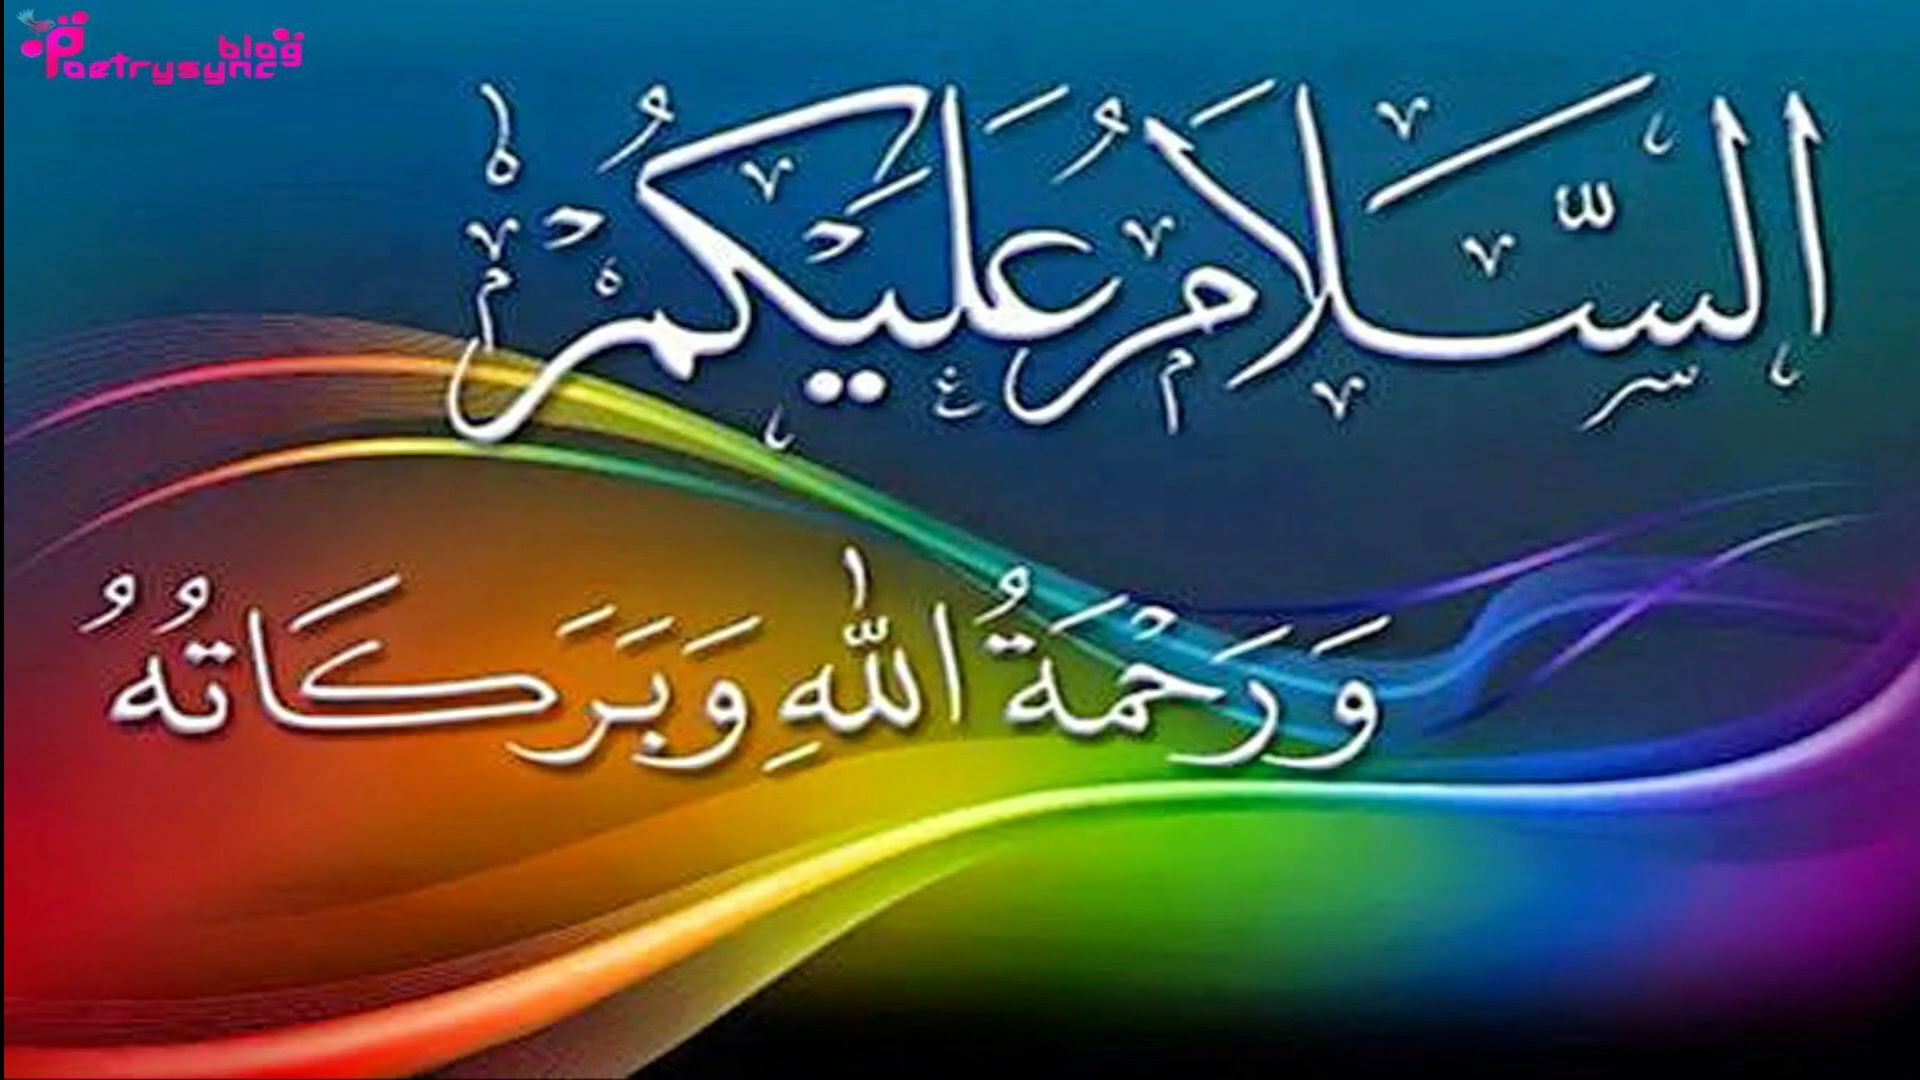 Poetrysync blog
السَّلَامُ عَلَيْكُمْ
وَرَحْمَةُ اللّٰهِ وَبَرَكَاتُهُ